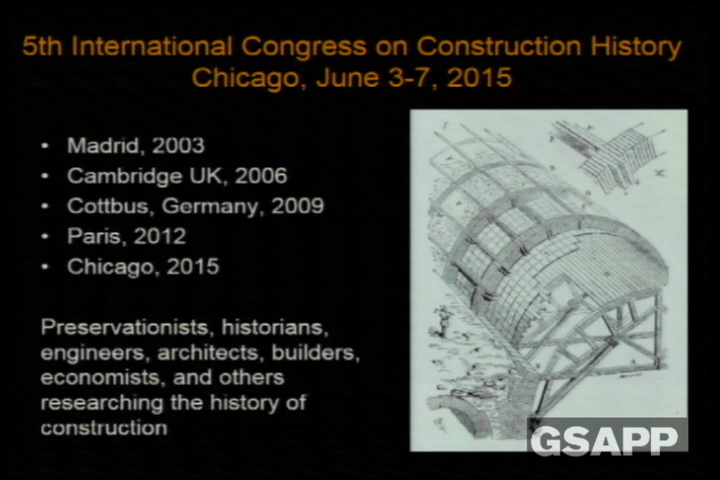 5th International Congress on Construction History
Chicago, June 3-7, 2015
• Madrid, 2003
• Cambridge UK, 2006
• Cottbus, Germany, 2009
• Paris, 2012
• Chicago, 2015
Preservationists, historians,
engineers, architects, builders,
economists, and others
researching the history of
construction
GSAPP